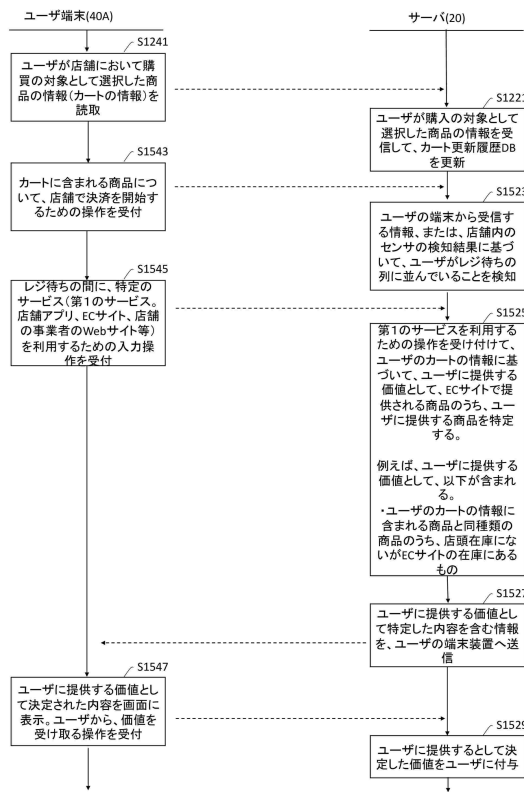 ユーザ端末(40A)
サーバ(20)
S1241
ユーザが店舗において購
買の対象として選択した商
品の情報(カートの情報)を
読取
S1221
ユーザが購入の対象として
選択した商品の情報を受
信して、カート更新履歴DB
を更新
S1543
カートに含まれる商品につ
いて、店舗で決済を開始す
るための操作を受付
S1523
ユーザの端末から受信す
る情報、または、店舗内の
センサの検知結果に基づ
いて、ユーザがレジ待ちの
列に並んでいることを検知
S1545
レジ待ちの間に、特定の
サービス(第1のサービス。
店舗アプリ、ECサイト、店舗
の事業者のWebサイト等)
を利用するための入力操
作を受付
S1525
第1のサービスを利用する
ための操作を受け付けて、
ユーザのカートの情報に基
づいて、ユーザに提供する
価値として、ECサイトで提
供される商品のうち、ユー
ザに提供する商品を特定
する。
例えば、ユーザに提供する
価値として、以下が含まれ
る。
・ユーザのカートの情報に
含まれる商品と同種類の
商品のうち、店頭在庫にな
いがECサイトの在庫にある
もの
S1527
ユーザに提供する価値とし
て特定した内容を含む情報
を、ユーザの端末装置へ送
信
S1547
ユーザに提供する価値とし
て決定された内容を画面に
表示。ユーザから、価値を
受け取る操作を受付
S1529
ユーザに提供するとして決
定した価値をユーザに付与